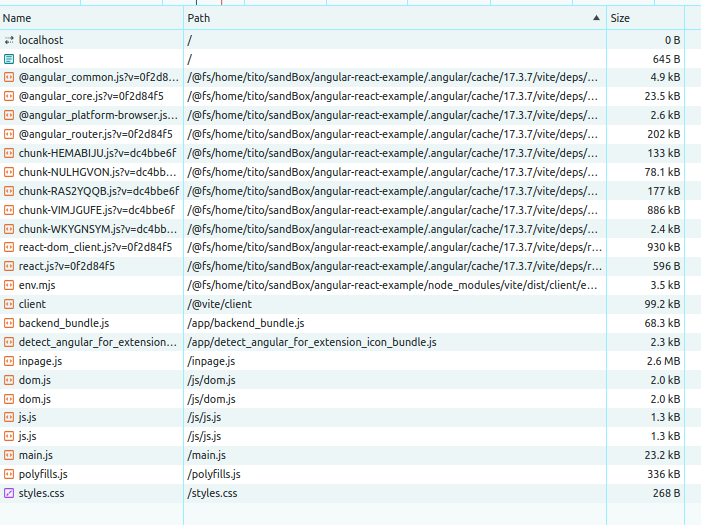 Name Path Size
localhost / 0 B
localhost / 645 B
@angular_common.js?v=0f2d8... /@fs/home/tito/sandBox/angular-react-example/.angular/cache/17.3.7/vite/deps/... 4.9 kB
@angular_core.js?v=0f2d84f5 /@fs/home/tito/sandBox/angular-react-example/.angular/cache/17.3.7/vite/deps/... 23.5 kB
@angular_platform-browser.js... /@fs/home/tito/sandBox/angular-react-example/.angular/cache/17.3.7/vite/deps/... 2.6 kB
@angular_router.js?v=0f2d84f5 /@fs/home/tito/sandBox/angular-react-example/.angular/cache/17.3.7/vite/deps/... 202 kB
chunk-HEMABIJU.js?v=dc4bbe6f /@fs/home/tito/sandBox/angular-react-example/.angular/cache/17.3.7/vite/deps/... 133 kB
chunk-NULHGVON.js?v=dc4bb... /@fs/home/tito/sandBox/angular-react-example/.angular/cache/17.3.7/vite/deps/... 78.1 kB
chunk-RAS2YQQB.js?v=dc4bbe6f /@fs/home/tito/sandBox/angular-react-example/.angular/cache/17.3.7/vite/deps/... 177 kB
chunk-VIMJGUFE.js?v=dc4bbe6f /@fs/home/tito/sandBox/angular-react-example/.angular/cache/17.3.7/vite/deps/... 886 kB
chunk-WKYGNSYM.js?v=dc4bb... /@fs/home/tito/sandBox/angular-react-example/.angular/cache/17.3.7/vite/deps/... 2.4 kB
react-dom_client.js?v=0f2d84f5 /@fs/home/tito/sandBox/angular-react-example/.angular/cache/17.3.7/vite/deps/r... 930 kB
react.js?v=0f2d84f5 /@fs/home/tito/sandBox/angular-react-example/.angular/cache/17.3.7/vite/deps/r... 596 B
env.mjs /@fs/home/tito/sandBox/angular-react-example/node_modules/vite/dist/client/e... 3.5 kB
client /@vite/client 99.2 kB
backend_bundle.js /app/backend_bundle.js 68.3 kB
detect_angular_for_extension... /app/detect_angular_for_extension_icon_bundle.js 2.3 kB
inpage.js /inpage.js 2.6 MB
dom.js /js/dom.js 2.0 kB
dom.js /js/dom.js 2.0 kB
js.js /js/js.js 1.3 kB
js.js /js/js.js 1.3 kB
main.js /main.js 23.2 kB
polyfills.js /polyfills.js 336 kB
styles.css /styles.css 268 B